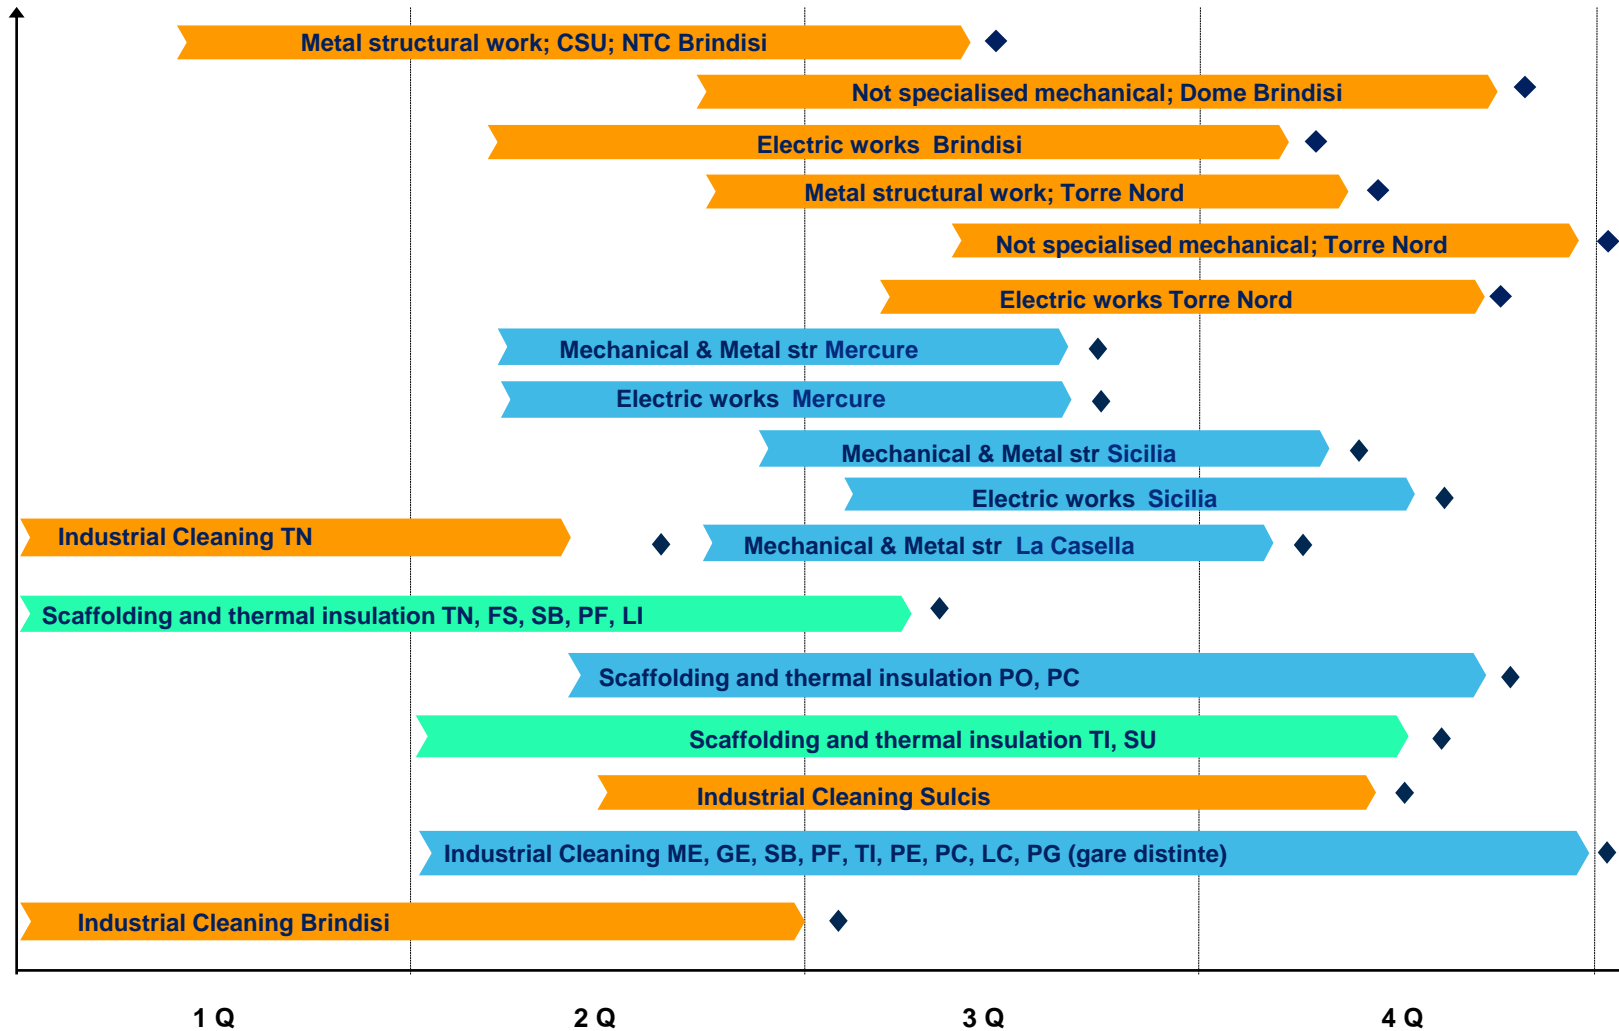 Metal structural work; CSU; NTC Brindisi
Not specialised mechanical; Dome Brindisi
Electric works  Brindisi
Metal structural work; Torre Nord
Not specialised mechanical; Torre Nord
Electric works Torre Nord
Mechanical & Metal str Mercure
Electric works  Mercure
Mechanical & Metal str Sicilia
Electric works  Sicilia
Industrial Cleaning TN
Mechanical & Metal str  La Casella
Scaffolding and thermal insulation TN, FS, SB, PF, LI
Scaffolding and thermal insulation PO, PC
Scaffolding and thermal insulation TI, SU
Industrial Cleaning Sulcis
Industrial Cleaning ME, GE, SB, PF, TI, PE, PC, LC, PG (gare distinte)
Industrial Cleaning Brindisi
1 Q
2 Q
3 Q
4 Q